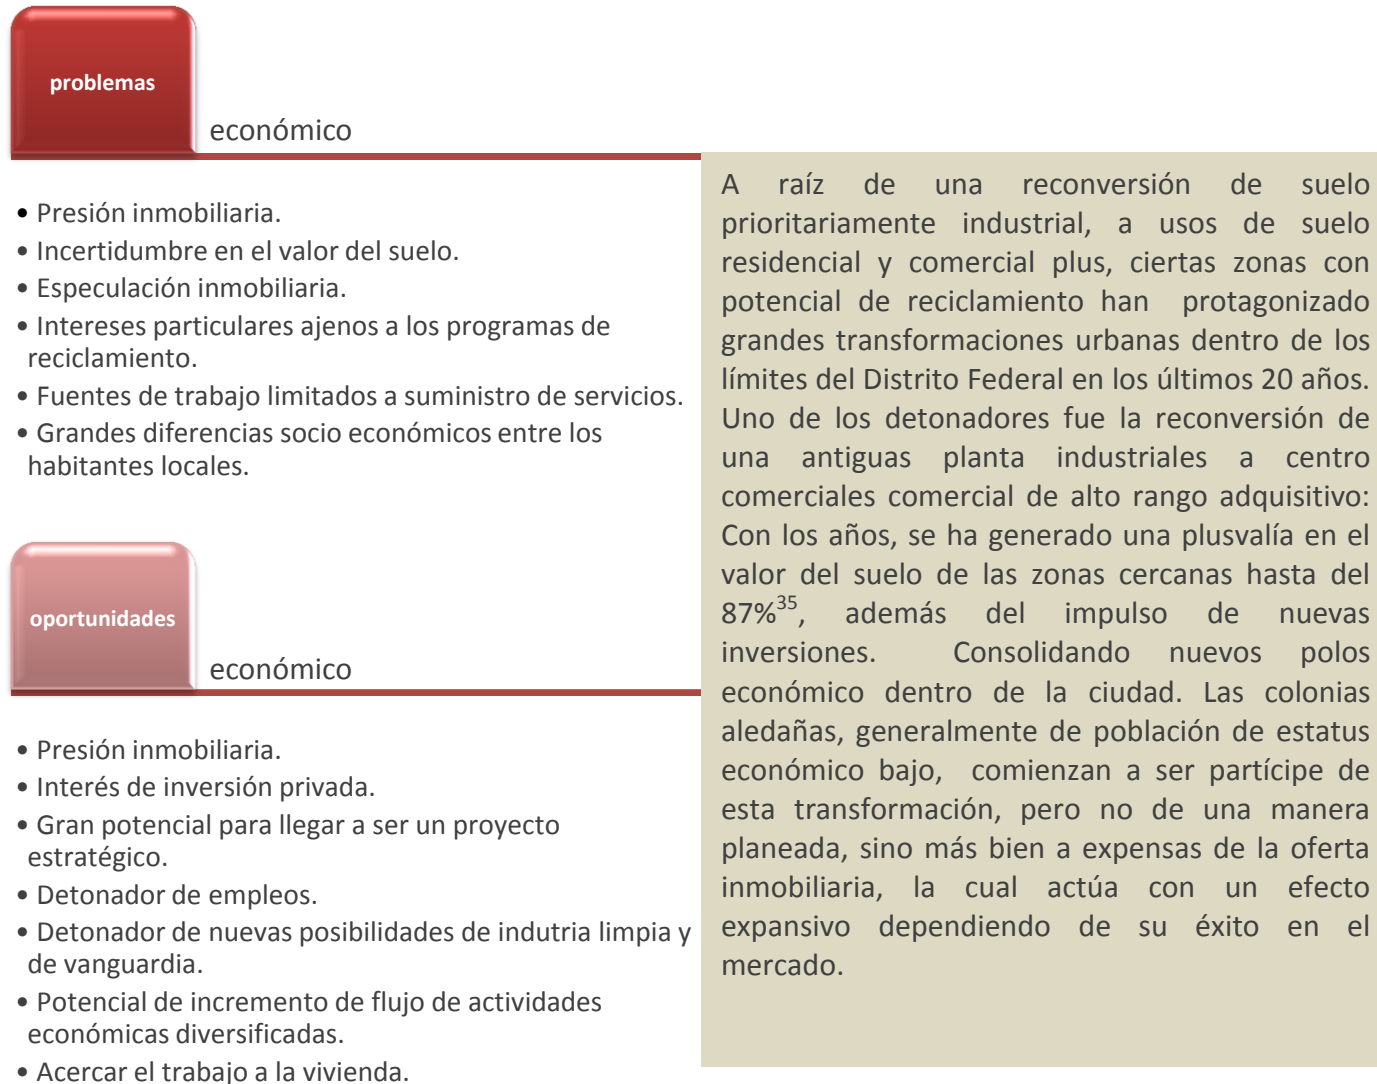 problemas
económico
• Presión inmobiliaria.
• Incertidumbre en el valor del suelo.
• Especulación inmobiliaria.
• Intereses particulares ajenos a los programas de
reciclamiento.
• Fuentes de trabajo limitados a suministro de servicios.
• Grandes diferencias socio económicos entre los
habitantes locales.
oportunidades
económico
• Presión inmobiliaria.
• Interés de inversión privada.
• Gran potencial para llegar a ser un proyecto
estratégico.
• Detonador de empleos.
• Detonador de nuevas posibilidades de indutria limpia y
de vanguardia.
• Potencial de incremento de flujo de actividades
económicas diversificadas.
• Acercar el trabajo a la vivienda.
A raíz de una reconversión de suelo
prioritariamente industrial, a usos de suelo
residencial y comercial plus, ciertas zonas con
potencial de reciclamiento han protagonizado
grandes transformaciones urbanas dentro de los
límites del Distrito Federal en los últimos 20 años.
Uno de los detonadores fue la reconversión de
una antiguas planta industriales a centro
comerciales comercial de alto rango adquisitivo:
Con los años, se ha generado una plusvalía en el
valor del suelo de las zonas cercanas hasta del
87%35, además del impulso de nuevas
inversiones. Consolidando nuevos polos
económico dentro de la ciudad. Las colonias
aledañas, generalmente de población de estatus
económico bajo, comienzan a ser partícipe de
esta transformación, pero no de una manera
planeada, sino más bien a expensas de la oferta
inmobiliaria, la cual actúa con un efecto
expansivo dependiendo de su éxito en el
mercado.